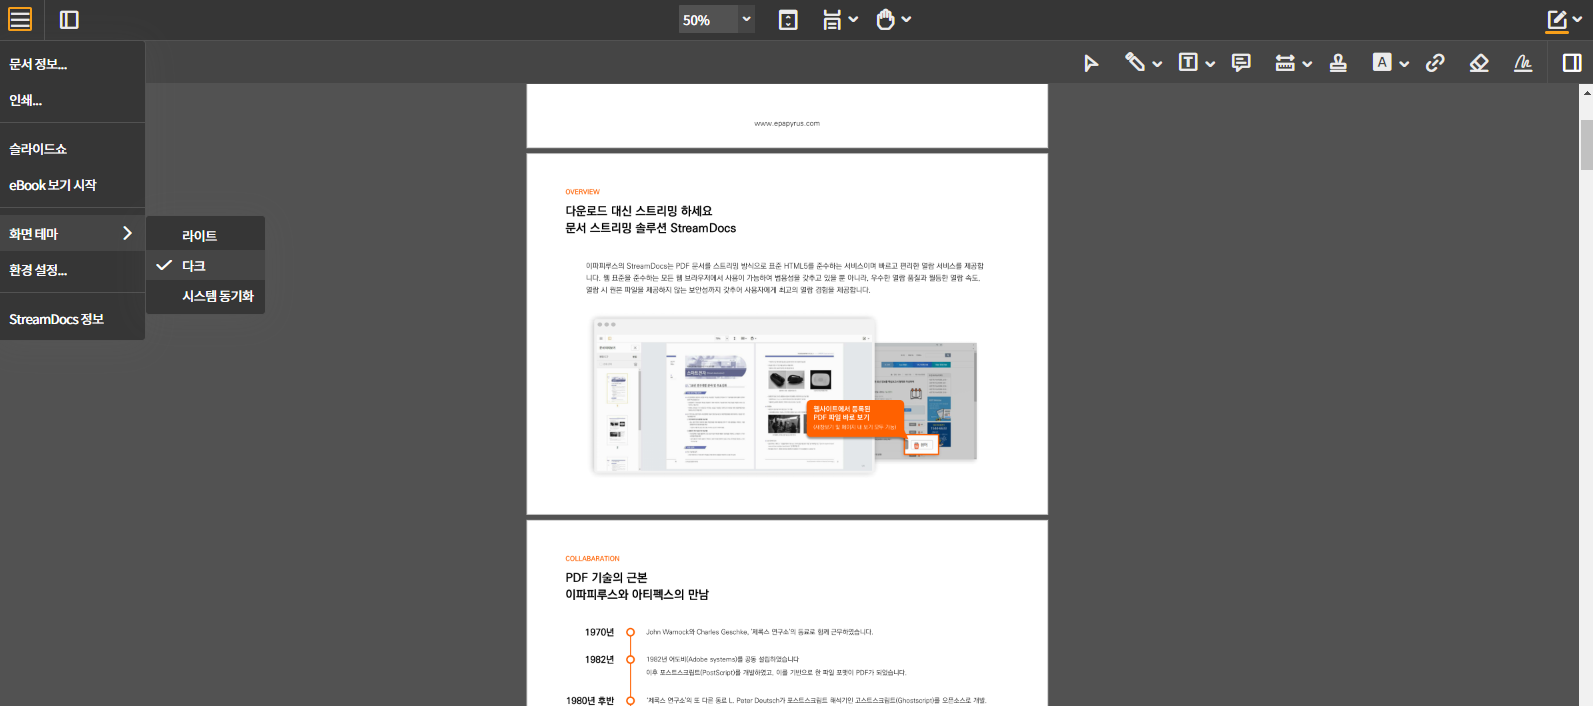 50%
문서 정보...
인쇄...
슬라이드쇼
eBook 보기 시작
화면 테마
환경 설정...
StreamDocs 정보
라이트
다크
시스템 동기화
T
A
www.epapyrus.com
OVERVIEW
다운로드 대신 스트리밍 하세요
문서 스트리밍 솔루션 StreamDocs
이파피루스의 StreamDocs는 PDF 문서를 스트리밍 방식으로 표준 HTML5를 준수하는 서비스이며 빠르고 편리한 열람 서비스를 제공합
니다. 웹 표준을 준수하는 모든 웹 브라우저에서 사용이 가능하여 범용성을 갖추고 있을 뿐 아니라, 우수한 열람 품질과 월등한 열람 속도,
열람 시 원본 파일을 제공하지 않는 보안성까지 갖추어 사용자에게 최고의 열람 경험을 제공합니다.
스마트 안저
웹사이트에서 등록된
PDF 파일 바로 보기
COLLABARATION
PDF 기술의 근본
이파피루스와 아티펙스의 만남
1970년
John Warnock와 Charles Geschke, '제록스 연구소'의 동료로 함께 근무하였습니다.
1982년
1982년 어도비(Adobe systems)를 공동 설립하였습니다
이후 포스트스크립트(PostScript)를 개발하였고, 이를 기반으로 한 파일 포맷이 PDF가 되었습니다.
1980년 후반
'제록스 연구소'의 또 다른 동료 L. Peter Deutsch가 포스트스크립트 해석기인 고스트스크립트(Ghostscript)를 오픈소스로 개발,